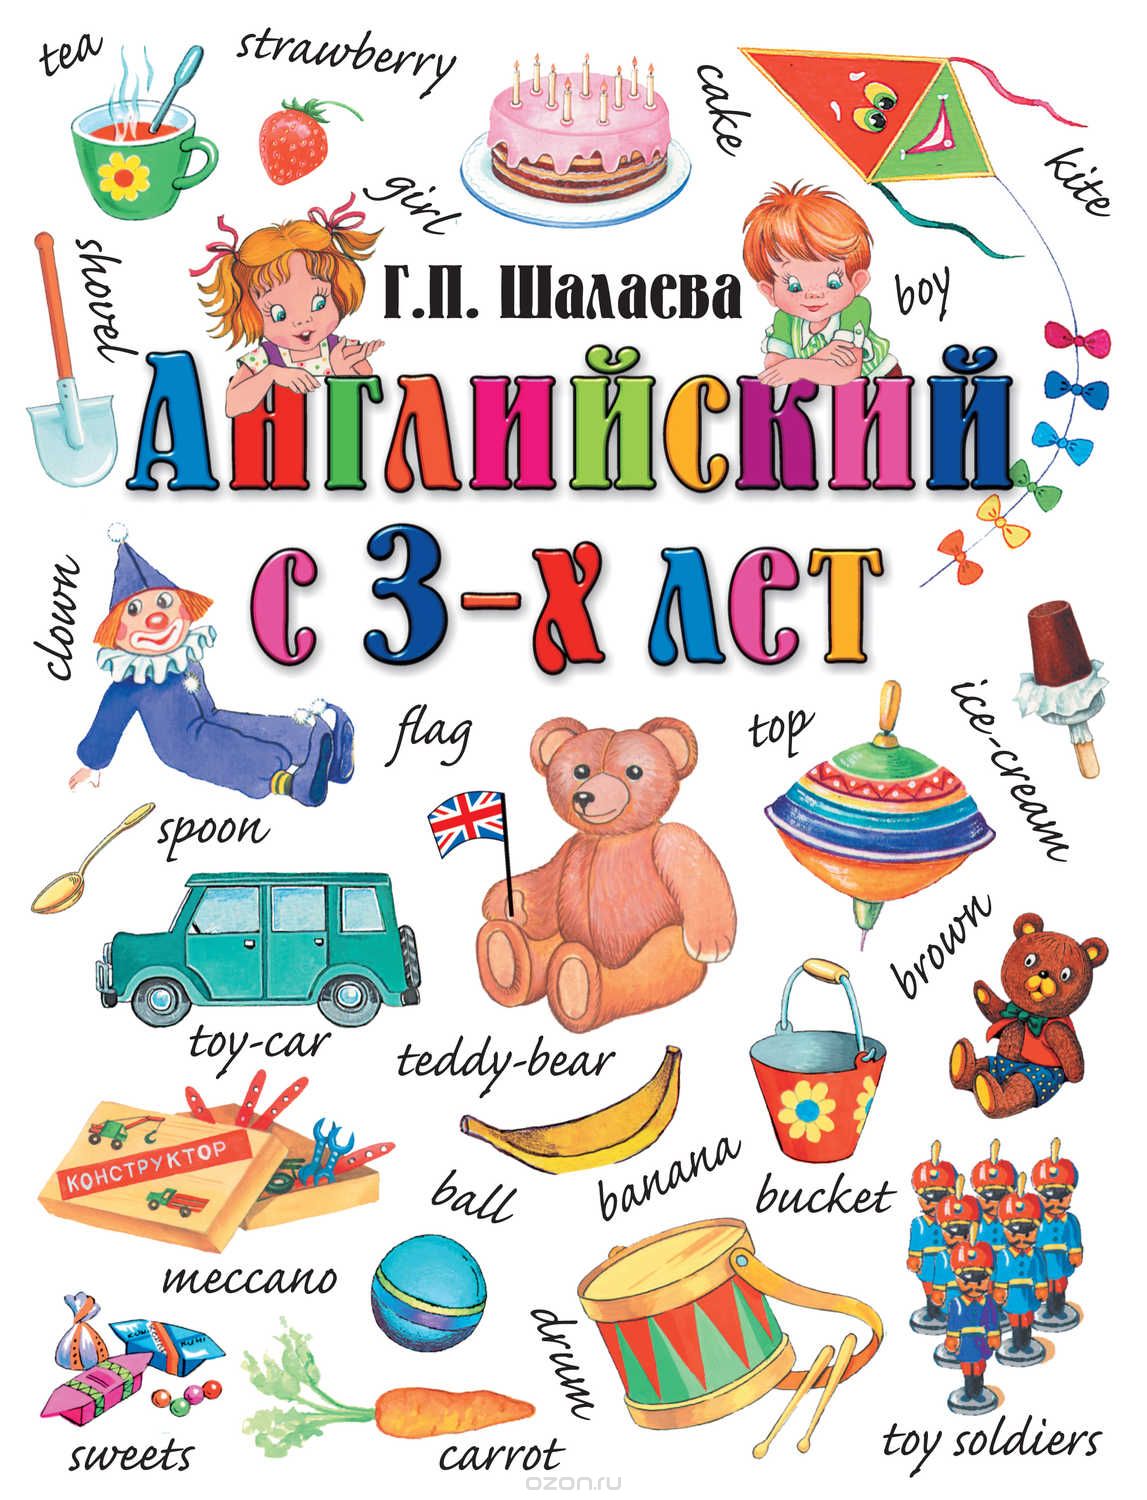 tea
strawberry
cake
kite
girl
shovel
Г.П. Шалаева
boy
Английский
с 3-х лет
clown
flag
top
ice-cream
spoon
brown
toy-car
teddy-bear
КОНСТРУКТОР
ball
banana
bucket
meccano
drum
sweets
carrot
toy soldiers
ozon.ru